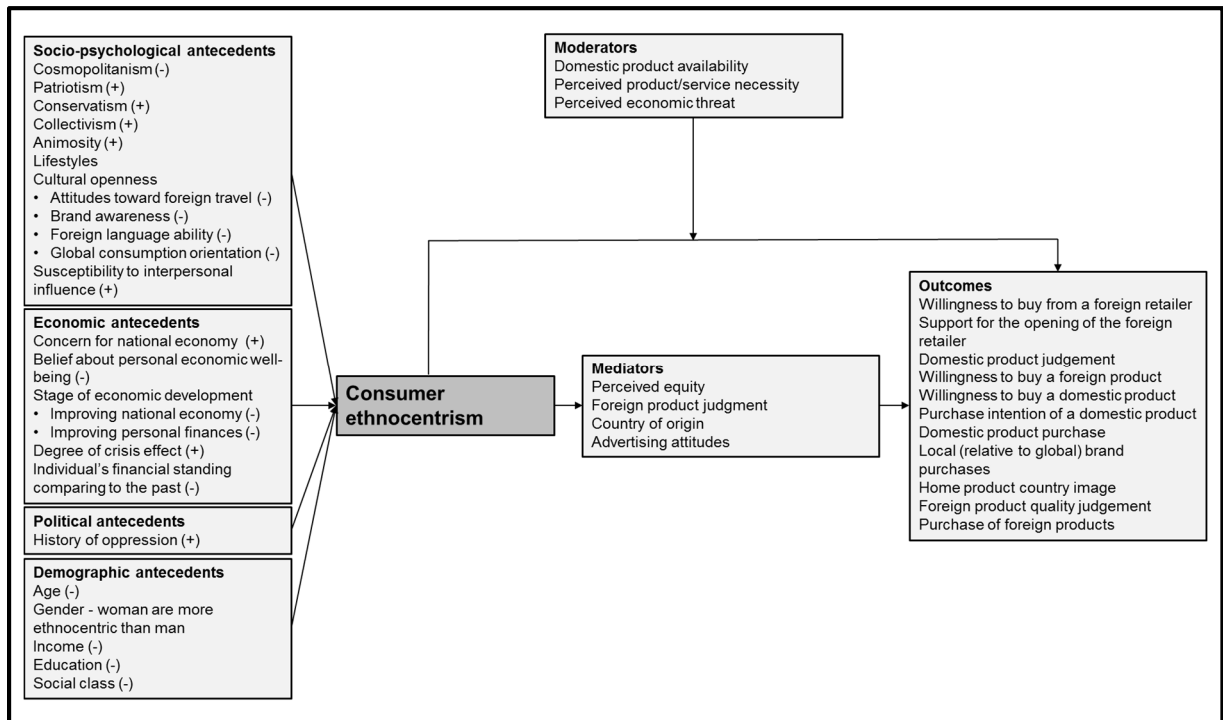 Socio-psychological antecedents
Cosmopolitanism (-)
Patriotism (+)
Conservatism (+)
Collectivism (+)
Animosity (+)
Lifestyles
Cultural openness
• Attitudes toward foreign travel (-)
• Brand awareness (-)
• Foreign language ability (-)
• Global consumption orientation (-)
Susceptibility to interpersonal
influence (+)
Economic antecedents
Concern for national economy (+)
Belief about personal economic well-
being (-)
Stage of economic development
• Improving national economy (-)
• Improving personal finances (-)
Degree of crisis effect (+)
Individual's financial standing
comparing to the past (-)
Political antecedents
History of oppression (+)
Demographic antecedents
Age (-)
Gender - woman are more
ethnocentric than man
Income (-)
Education (-)
Social class (-)
Consumer
ethnocentrism
Moderators
Domestic product availability
Perceived product/service necessity
Perceived economic threat
Mediators
Perceived equity
Foreign product judgment
Country of origin
Advertising attitudes
Outcomes
Willingness to buy from a foreign retailer
Support for the opening of the foreign
retailer
Domestic product judgement
Willingness to buy a foreign product
Willingness to buy a domestic product
Purchase intention of a domestic product
Domestic product purchase
Local (relative to global) brand
purchases
Home product country image
Foreign product quality judgement
Purchase of foreign products